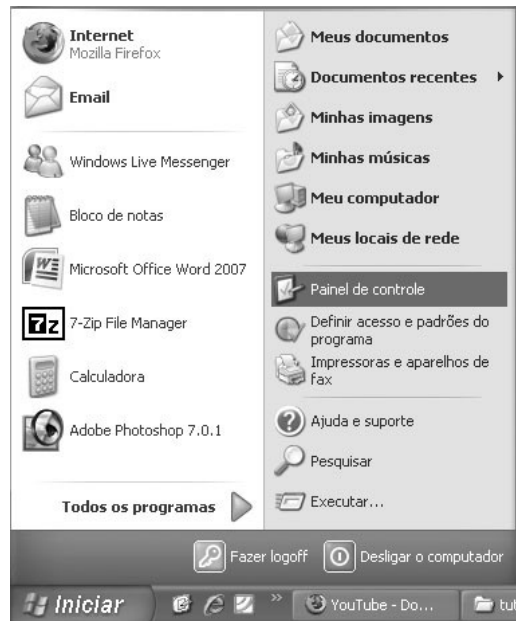 Internet
Mozilla Firefox
Email
Windows Live Messenger
Bloco de notas
Microsoft Office Word 2007
7-Zip File Manager
Calculadora
Adobe Photoshop 7.0.1
Todos os programas
Meus documentos
Documentos recentes
Minhas imagens
Minhas músicas
Meu computador
Meus locais de rede
Painel de controle
Definir acesso e padrões do
programa
Impressoras e aparelhos de
fax
Ajuda e suporte
Pesquisar
Executar...
Fazer logoff
Desligar o computador
Iniciar
YouTube - Do...
tut